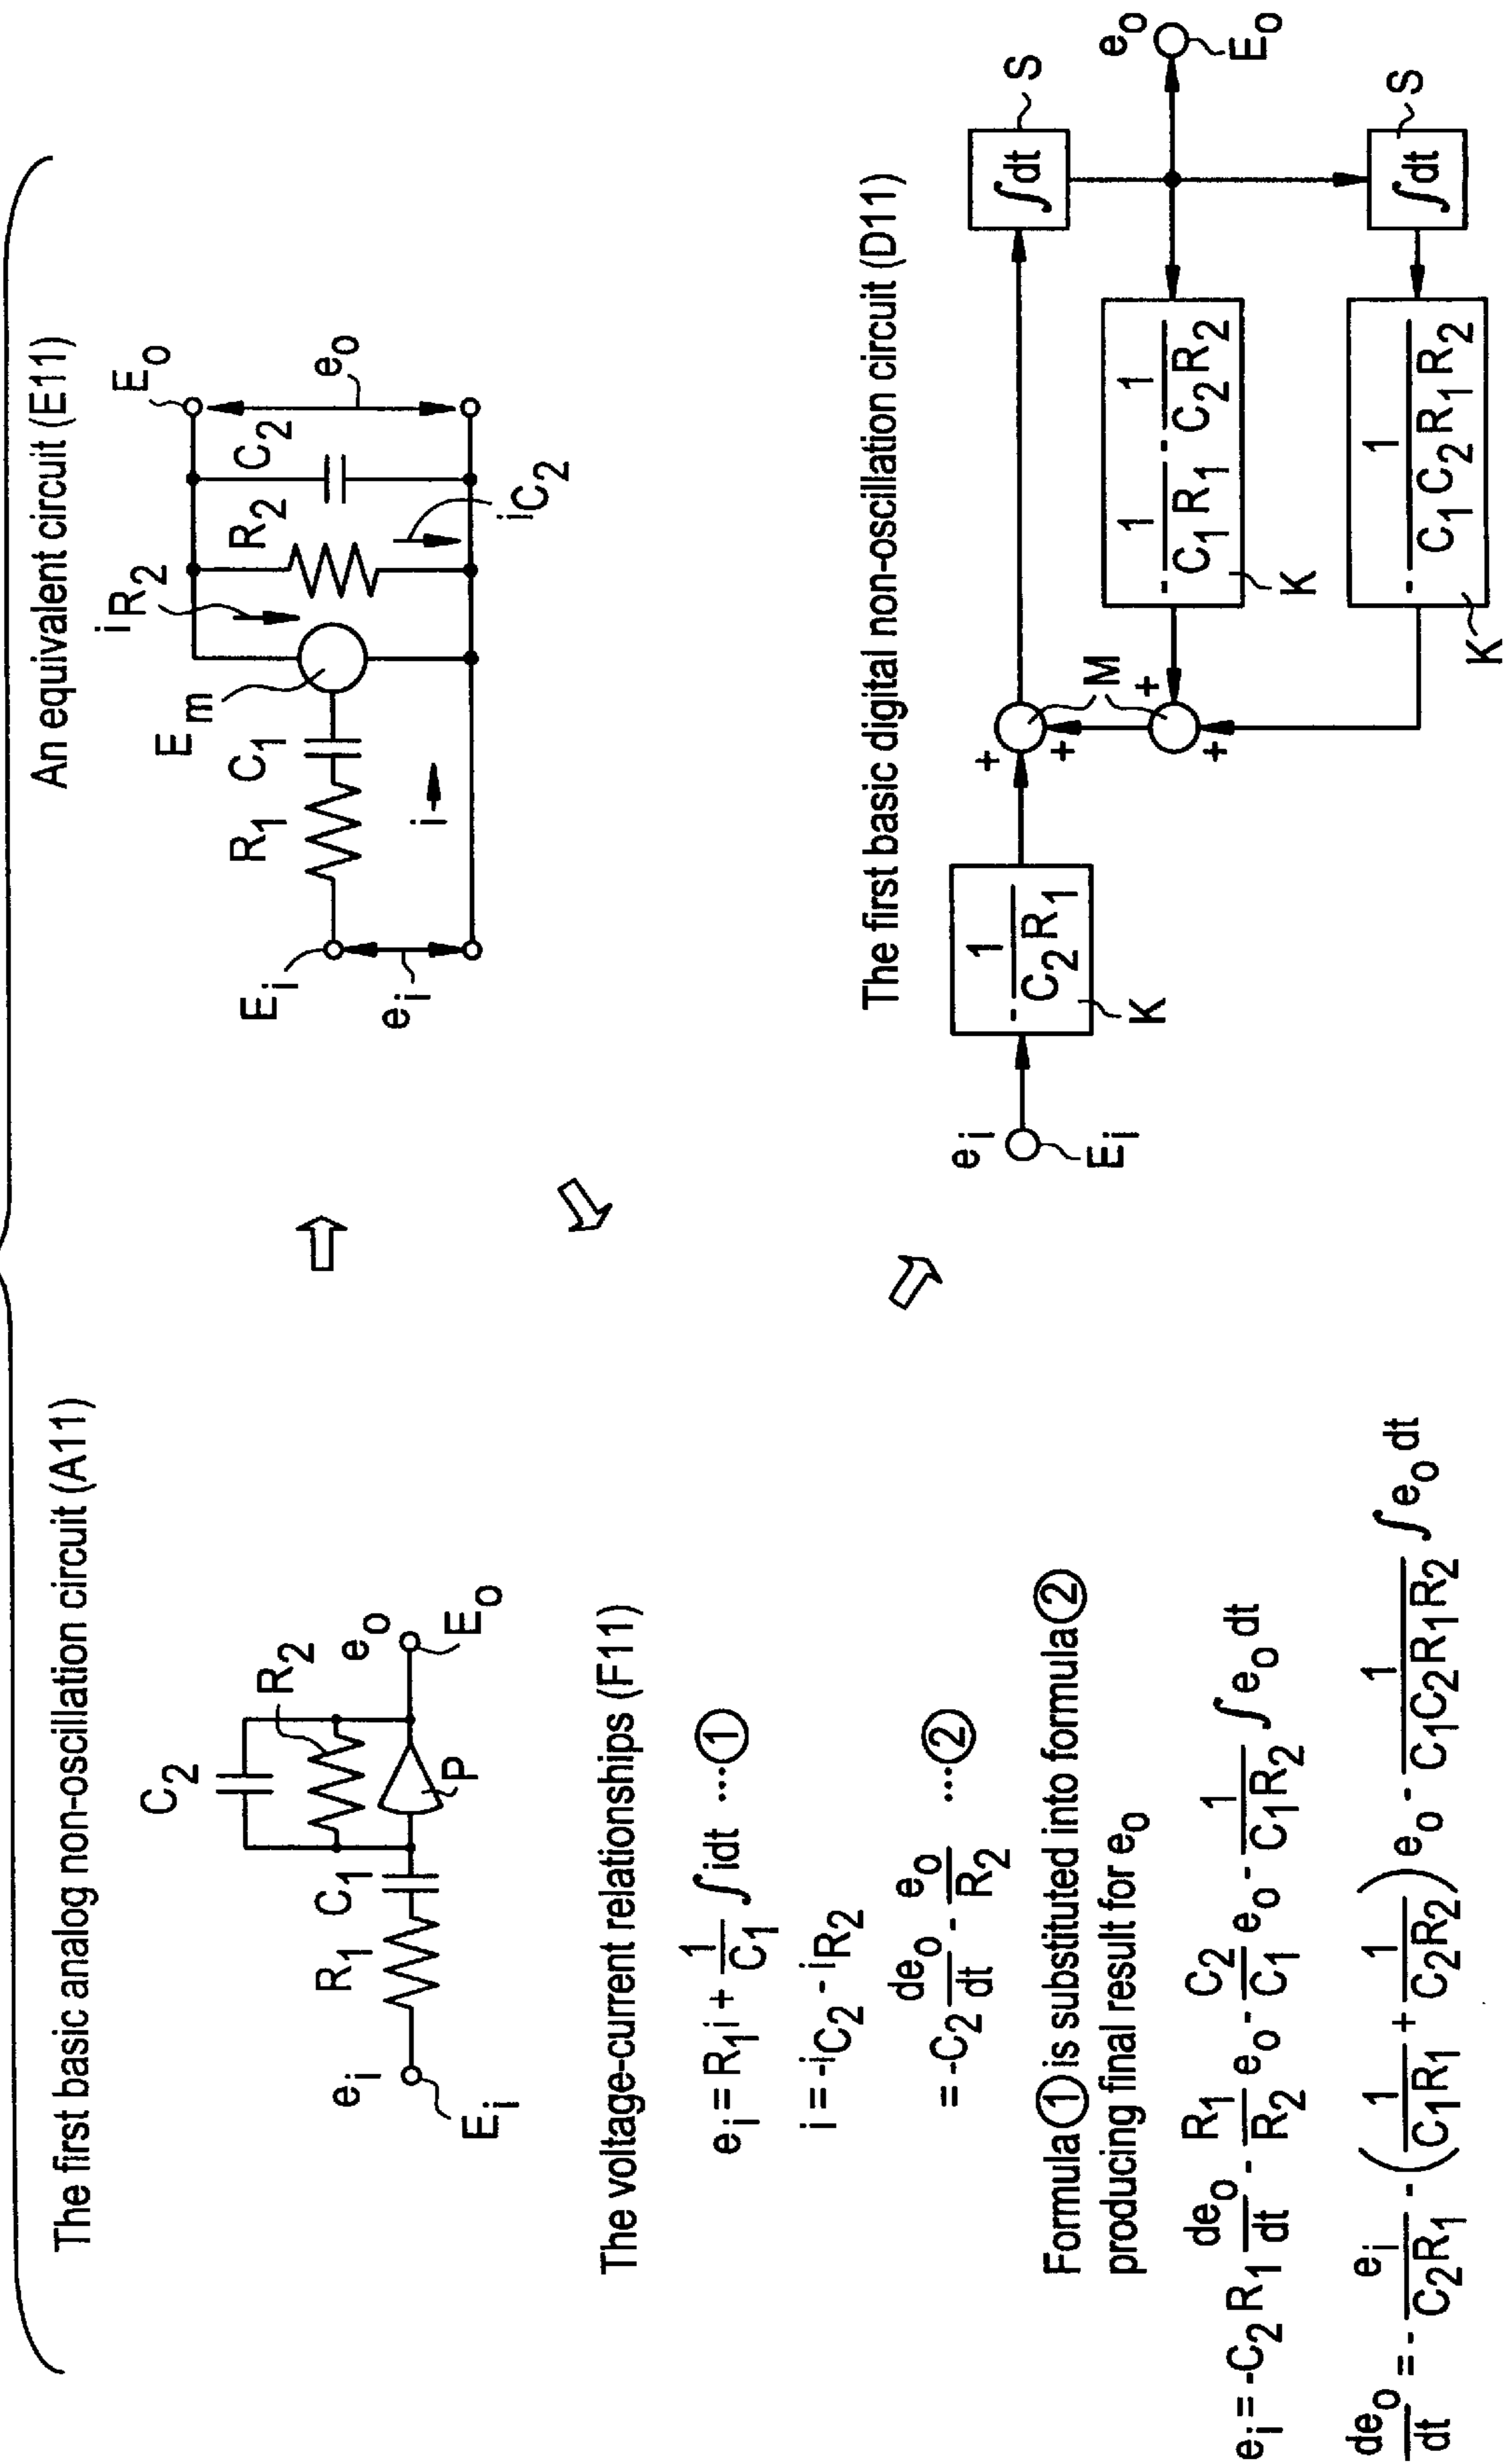 The first basic analog non-oscillation circuit (A11)
C2
R2
R1 C1
ei
Ei
P
eo
Eo
The voltage-current relationships (F11)
ei = R1i + 1/C1 ∫idt ...①
i = -iC2 - iR2
= -C2 deo/dt - eo/R2 ...②
Formula ① is substituted into formula ②
producing final result for eo
ei = -C2 R1 deo/dt - R1/R2 eo - C2/C1 eo - 1/C1R2 ∫eo dt
deo/dt = - ei/C2R1 - (1/C1R1 + 1/C2R2) eo - 1/C1C2R1R2 ∫eo dt
An equivalent circuit (E11)
Ei
ei
R1 C1
i
Em
iR2
R2
C2
iC2
Eo
eo
The first basic digital non-oscillation circuit (D11)
ei
Ei
- 1/C2R1
K
+
+
M
+
+
∫dt
S
eo
Eo
- 1/C1R1 - 1/C2R2
K
∫dt
S
- 1/C1C2R1R2
K